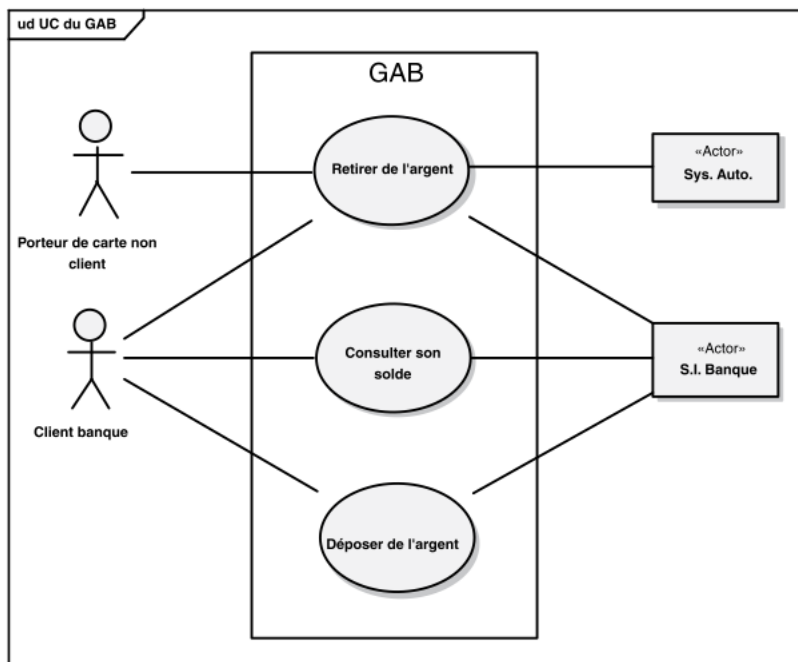 ud UC du GAB
GAB
Retirer de l'argent
«Actor»
Sys. Auto.
Porteur de carte non
client
Consulter son
solde
«Actor»
S.I. Banque
Client banque
Déposer de l'argent